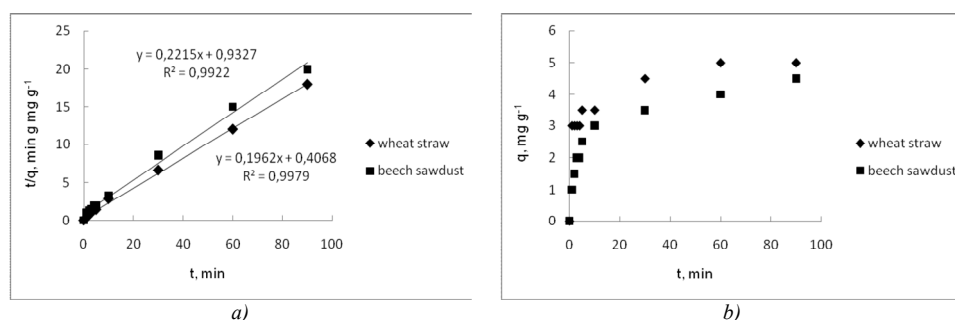 25
20
15
10
5
0
t/q, min g mg⁻¹
y = 0,2215x + 0,9327
R² = 0,9922
y = 0,1962x + 0,4068
R² = 0,9979
0 20 40 60 80 100
t, min
wheat straw
beech sawdust
a)
6
5
4
3
2
1
0
q, mg g⁻¹
0 20 40 60 80 100
t, min
wheat straw
beech sawdust
b)